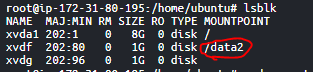 root@ip-172-31-80-195:/home/ubuntu# lsblk
NAME  MAJ:MIN RM SIZE RO TYPE MOUNTPOINT
xvda1 202:1    0   8G  0 disk /
xvdf  202:80   0   1G  0 disk /data2
xvdg  202:96   0   1G  0 disk